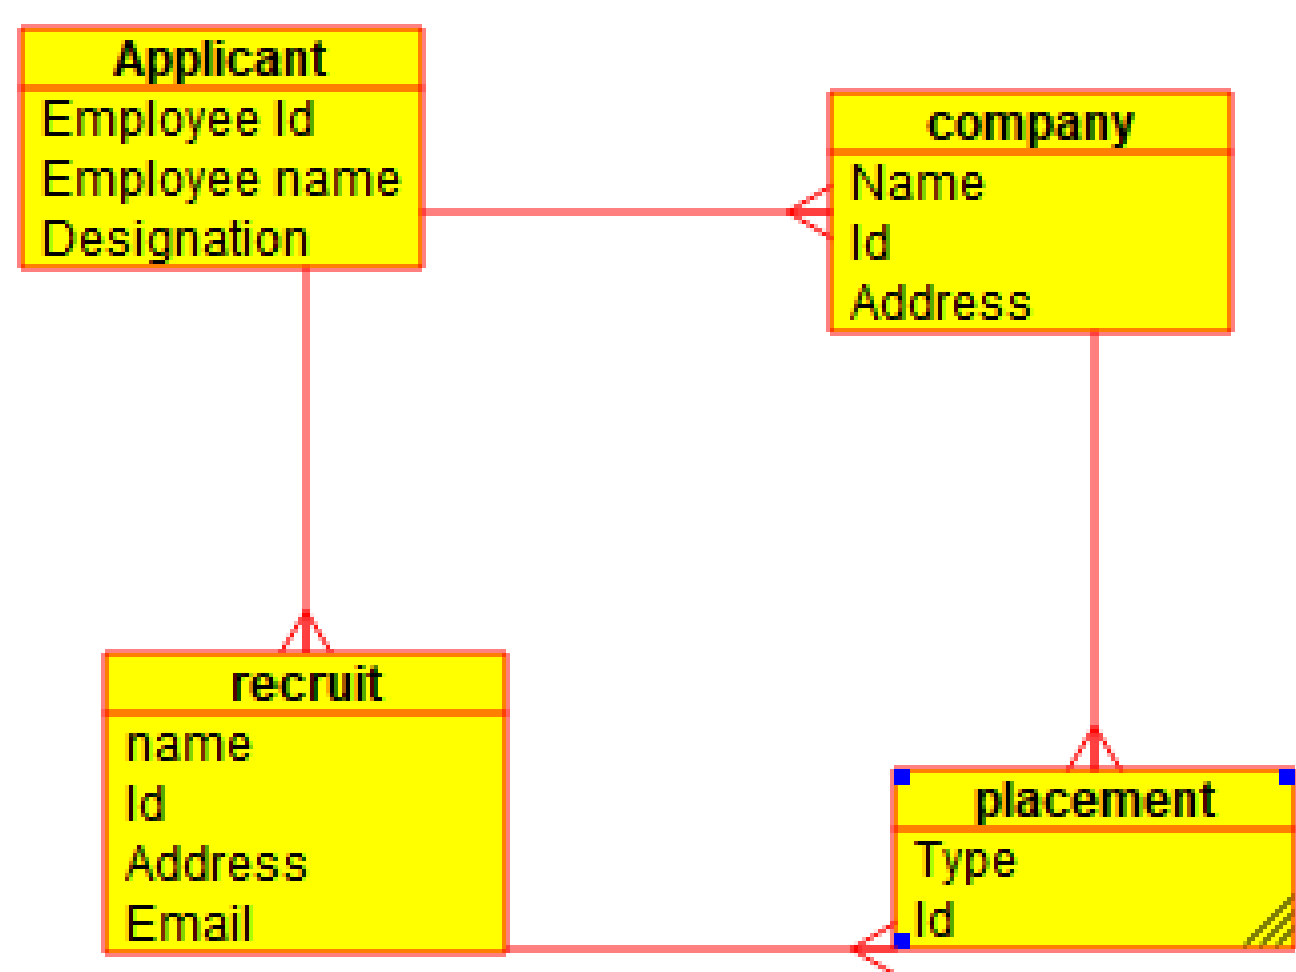 Applicant
Employee Id
Employee name
Designation
company
Name
Id
Address
recruit
name
Id
Address
Email
placement
Type
Id